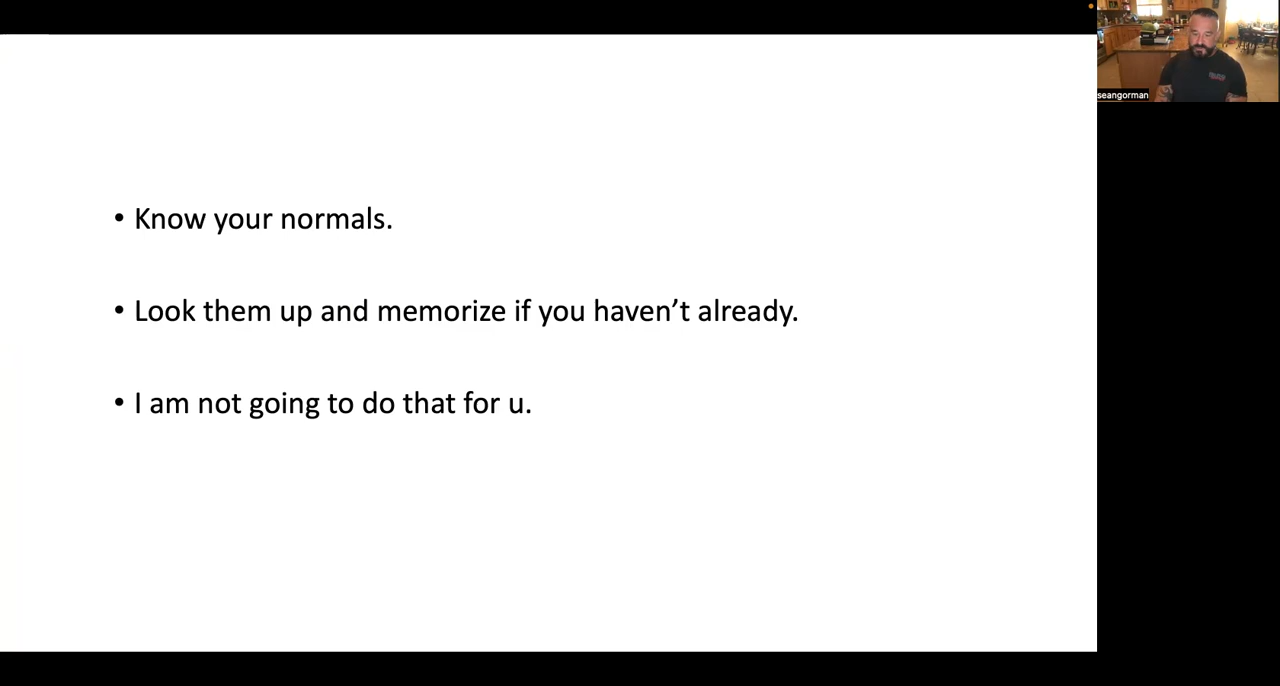 • Know your normals.
• Look them up and memorize if you haven’t already.
• I am not going to do that for u.
seangorman